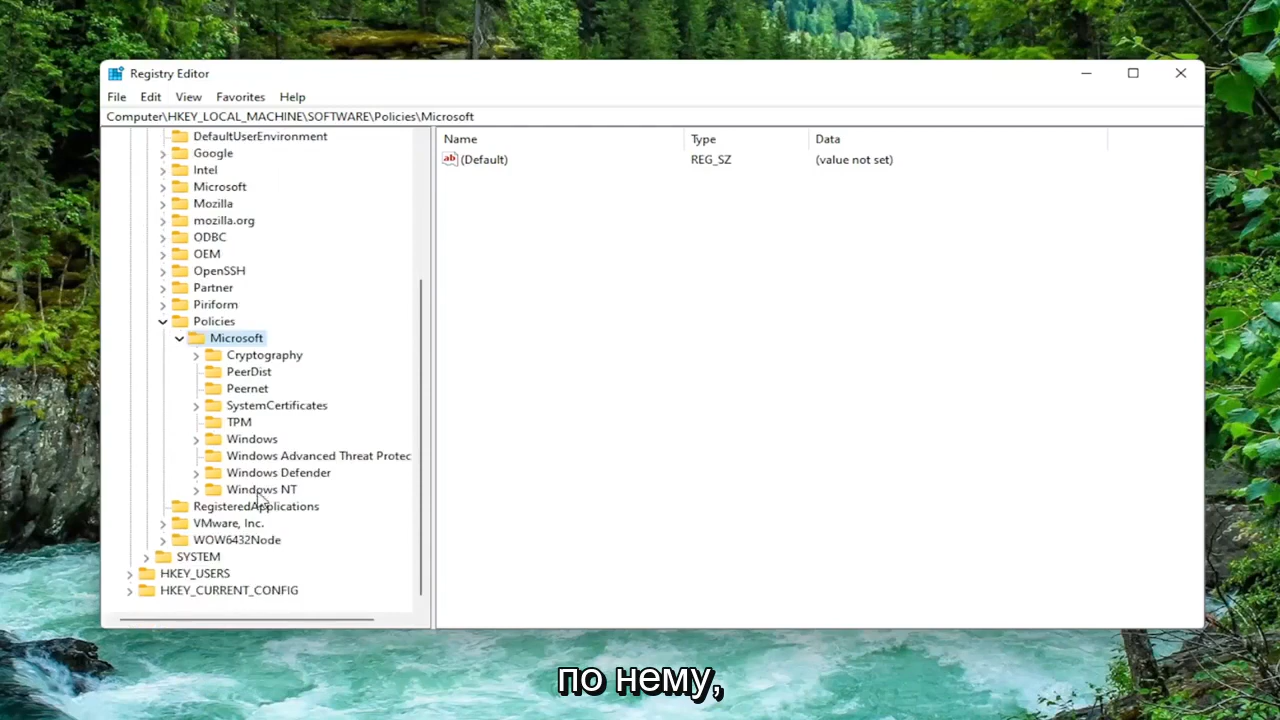 Registry Editor
File Edit View Favorites Help
Computer\HKEY_LOCAL_MACHINE\SOFTWARE\Policies\Microsoft
Name Type Data
ab (Default) REG_SZ (value not set)
DefaultUserEnvironment
Google
Intel
Microsoft
Mozilla
mozilla.org
ODBC
OEM
OpenSSH
Partner
Piriform
Policies
Microsoft
Cryptography
PeerDist
Peernet
SystemCertificates
TPM
Windows
Windows Advanced Threat Protec
Windows Defender
Windows NT
RegisteredApplications
VMware, Inc.
WOW6432Node
SYSTEM
HKEY_USERS
HKEY_CURRENT_CONFIG
по нему,